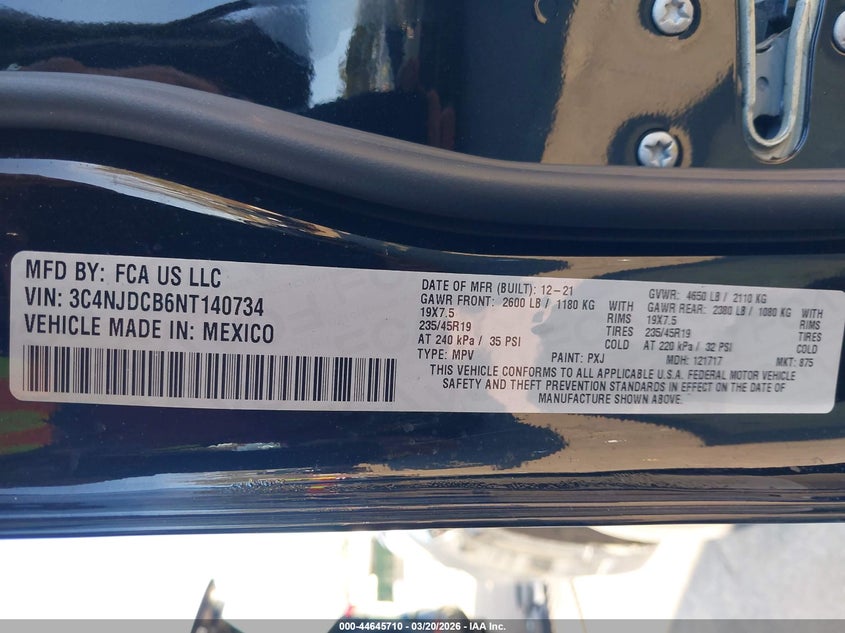 MFD BY: FCA US LLC
VIN: 3C4NJDCB6NT140734
VEHICLE MADE IN: MEXICO
DATE OF MFR (BUILT): 12-21
GAWR FRONT: 2600 LB / 1180 KG WITH
19X7.5 RIMS
235/45R19 TIRES
AT 240 kPa / 35 PSI COLD
TYPE: MPV PAINT: PXJ
GVWR: 4650 LB / 2110 KG
GAWR REAR: 2380 LB / 1080 KG WITH
19X7.5 RIMS
235/45R19 TIRES
AT 220 kPa / 32 PSI COLD
MDH: 121717 MKT: 875
THIS VEHICLE CONFORMS TO ALL APPLICABLE U.S.A. FEDERAL MOTOR VEHICLE
SAFETY AND THEFT PREVENTION STANDARDS IN EFFECT ON THE DATE OF
MANUFACTURE SHOWN ABOVE.
000-44645710 - 03/20/2026 - IAA Inc.